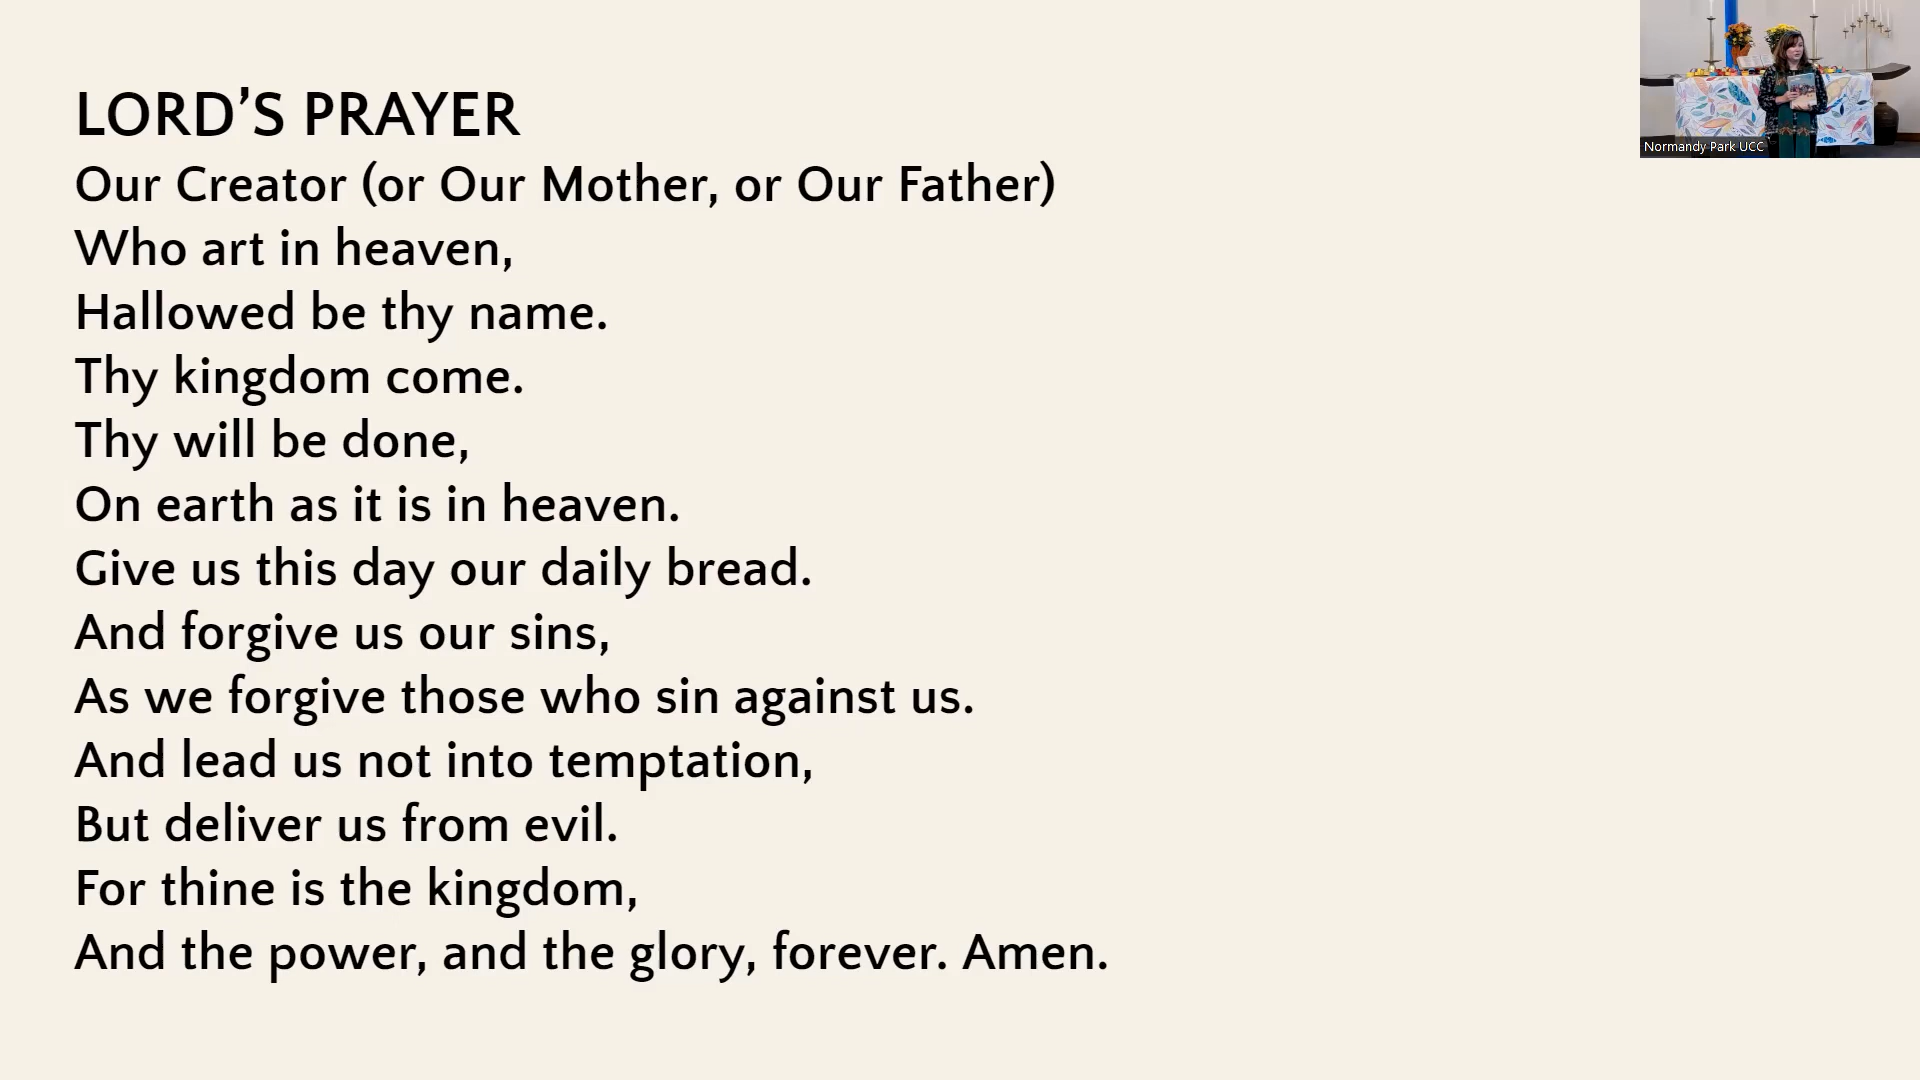 LORD’S PRAYER
Our Creator (or Our Mother, or Our Father)
Who art in heaven,
Hallowed be thy name.
Thy kingdom come.
Thy will be done,
On earth as it is in heaven.
Give us this day our daily bread.
And forgive us our sins,
As we forgive those who sin against us.
And lead us not into temptation,
But deliver us from evil.
For thine is the kingdom,
And the power, and the glory, forever. Amen.
Normandy Park UCC